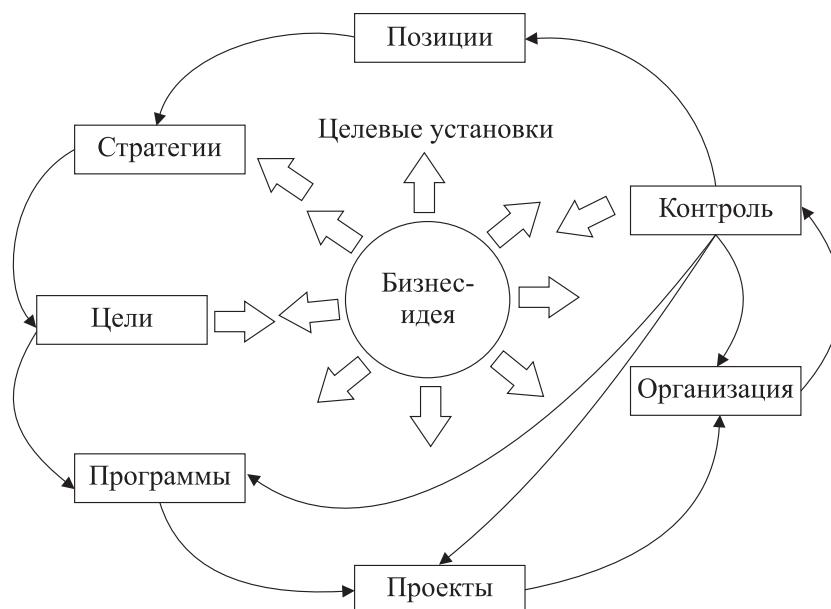 Позиции
Целевые установки
Стратегии
Контроль
Бизнес-
идея
Цели
Организация
Программы
Проекты